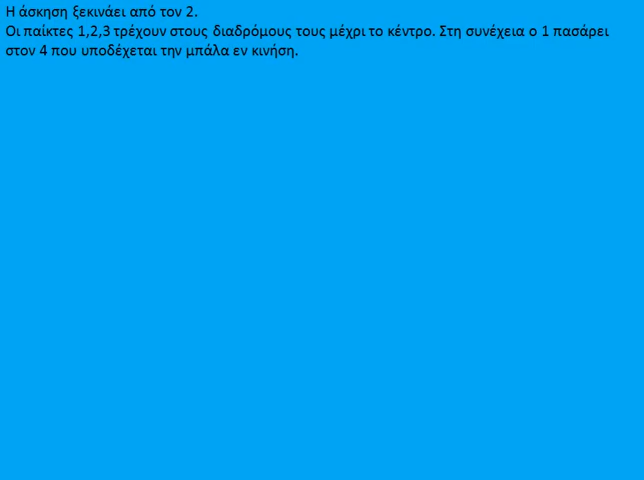 Η άσκηση ξεκινάει από τον 2.
Οι παίκτες 1,2,3 τρέχουν στους διαδρόμους τους μέχρι το κέντρο. Στη συνέχεια ο 1 πασάρει
στον 4 που υποδέχεται την μπάλα εν κινήση.